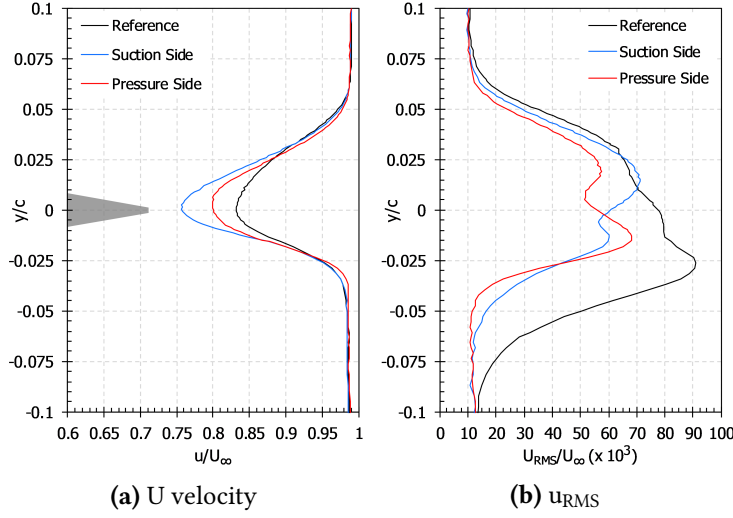 0.1
0.075
0.05
0.025
0
-0.025
-0.05
-0.075
-0.1
y/c
0.6 0.65 0.7 0.75 0.8 0.85 0.9 0.95 1
u/U∞
Reference
Suction Side
Pressure Side
(a) U velocity
0.1
0.075
0.05
0.025
0
-0.025
-0.05
-0.075
-0.1
y/c
0 10 20 30 40 50 60 70 80 90 100
URMS/U∞ (x 10³)
Reference
Suction Side
Pressure Side
(b) uRMS